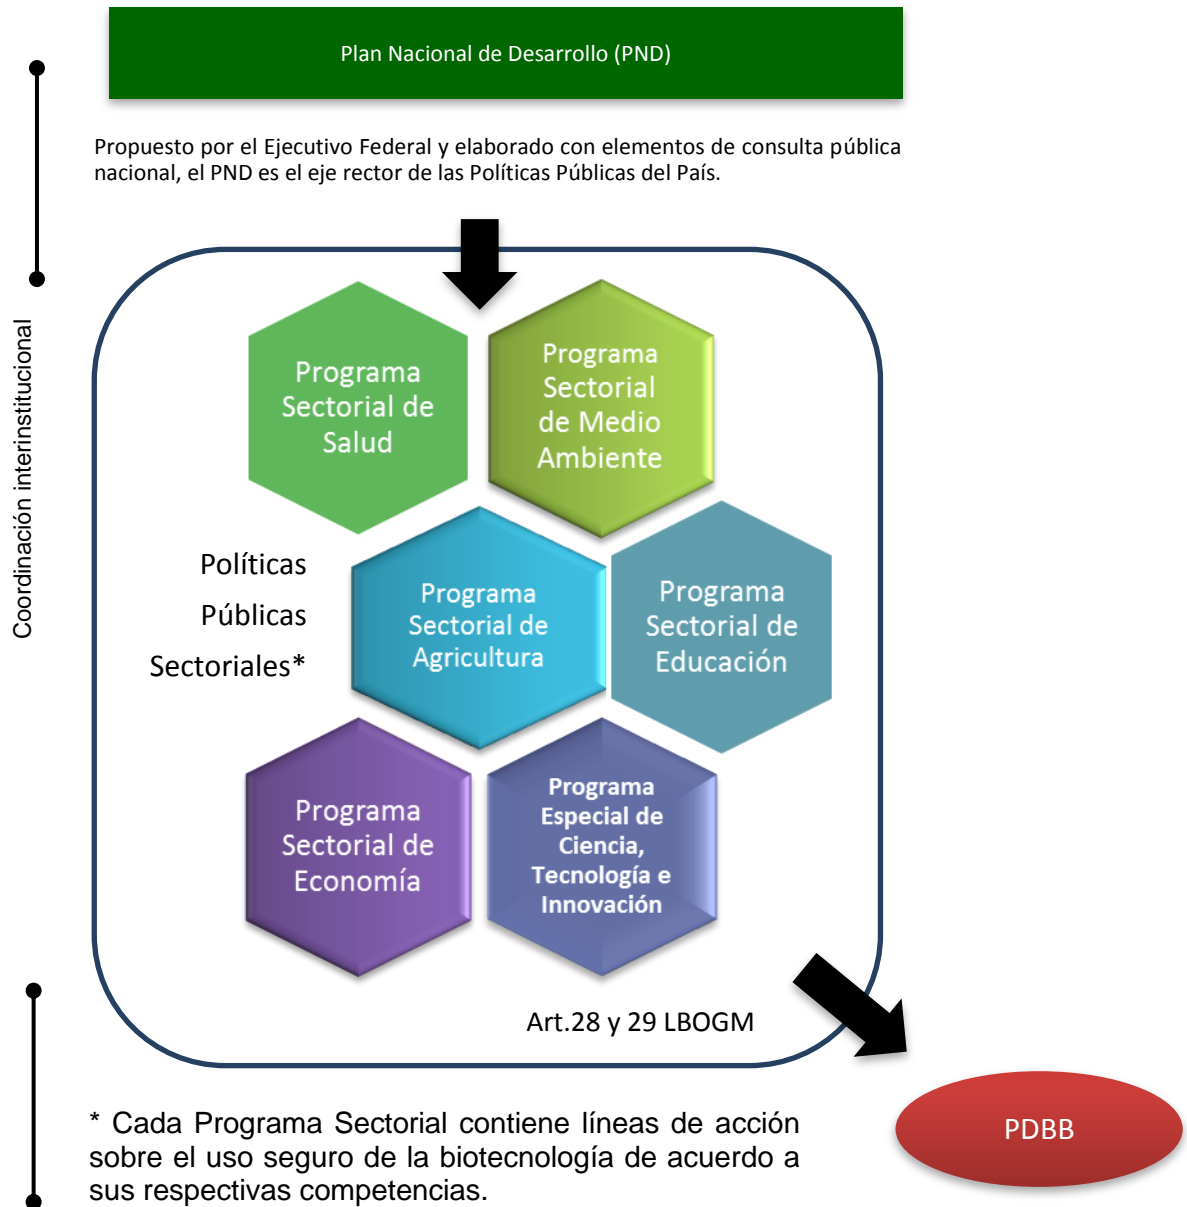 Plan Nacional de Desarrollo (PND)
Propuesto por el Ejecutivo Federal y elaborado con elementos de consulta pública
nacional, el PND es el eje rector de las Políticas Públicas del País.
Coordinación interinstitucional
Programa
Sectorial de
Salud
Programa
Sectorial
de Medio
Ambiente
Políticas
Públicas
Sectoriales*
Programa
Sectorial de
Agricultura
Programa
Sectorial de
Educación
Programa
Sectorial de
Economía
Programa
Especial de
Ciencia,
Tecnología e
Innovación
Art.28 y 29 LBOGM
* Cada Programa Sectorial contiene líneas de acción
sobre el uso seguro de la biotecnología de acuerdo a
sus respectivas competencias.
PDBB